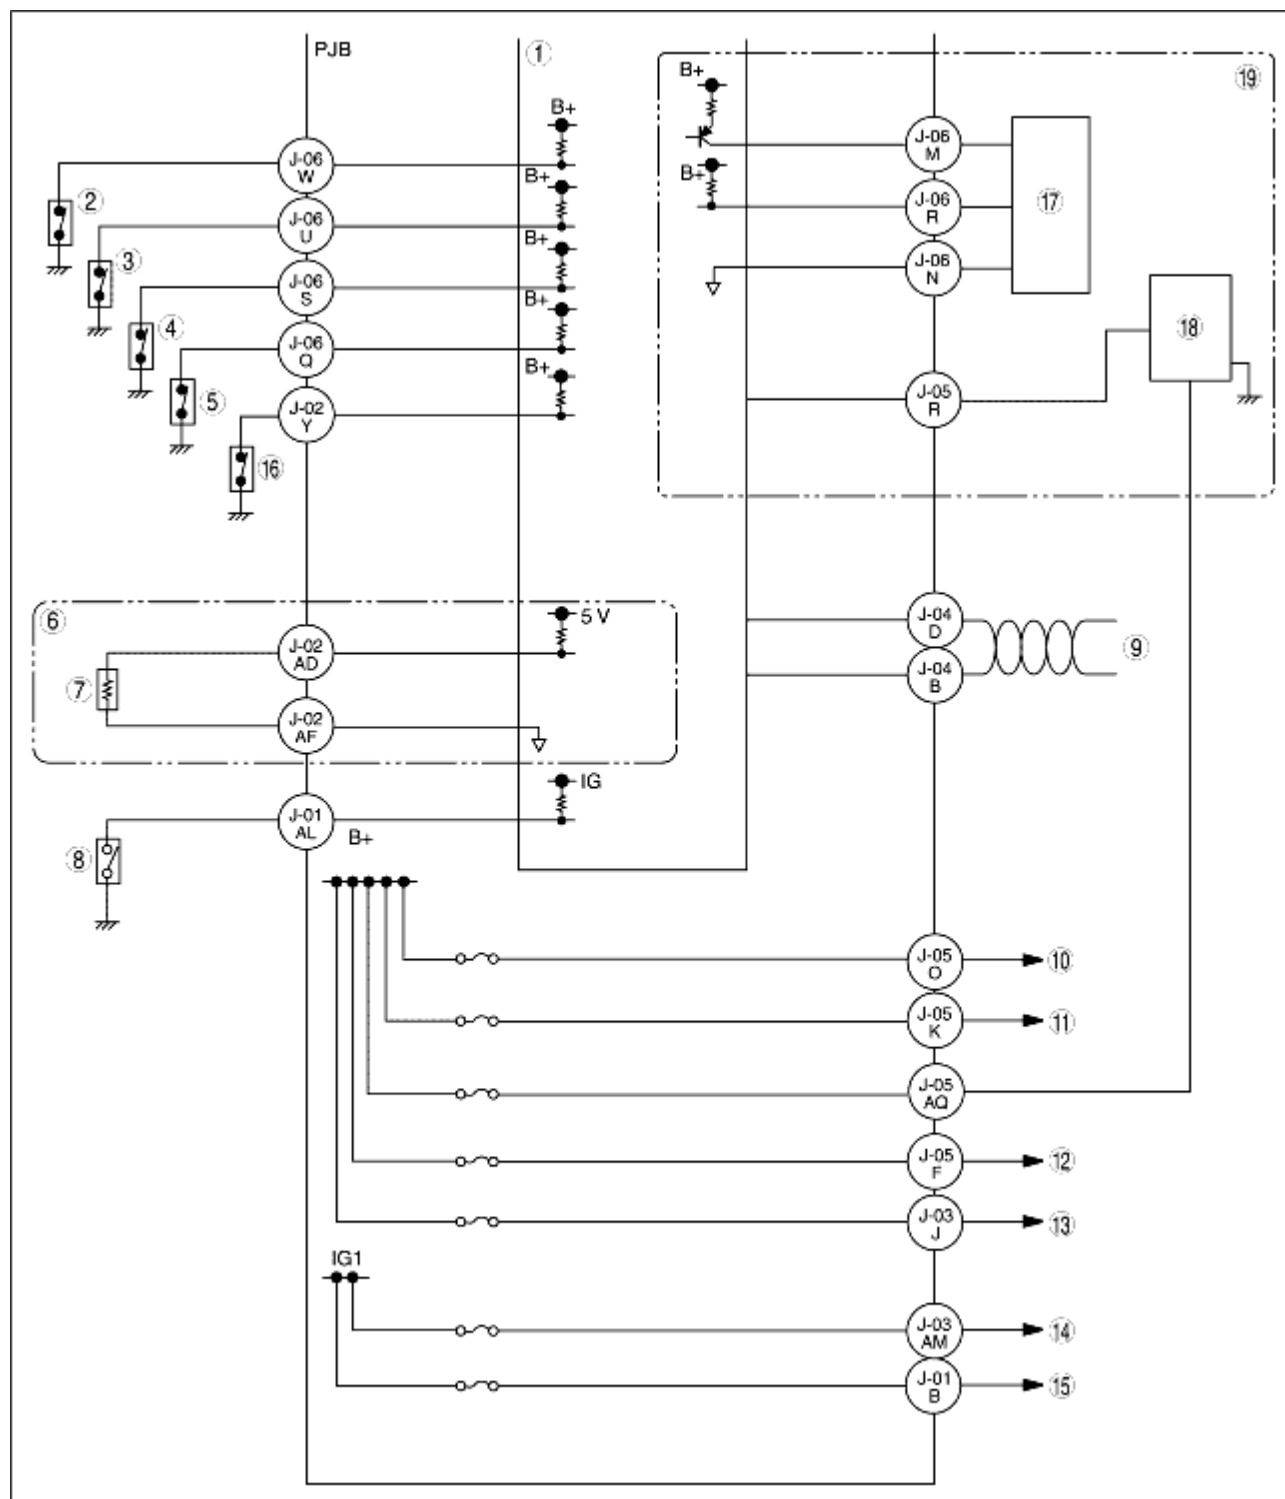 PJB
①
B+
⑲
B+
J-06
W
J-06
M
②
B+
B+
J-06
U
J-06
R
⑰
③
B+
J-06
S
J-06
N
④
B+
J-06
Q
⑱
⑤
B+
J-02
Y
J-05
R
⑯
⑥
5 V
J-04
D
J-02
AD
⑨
J-04
B
⑦
J-02
AF
IG
J-01
AL
B+
⑧
J-05
O
⑩
J-05
K
⑪
J-05
AQ
J-05
F
⑫
J-03
J
⑬
IG1
J-03
AM
⑭
J-01
B
⑮